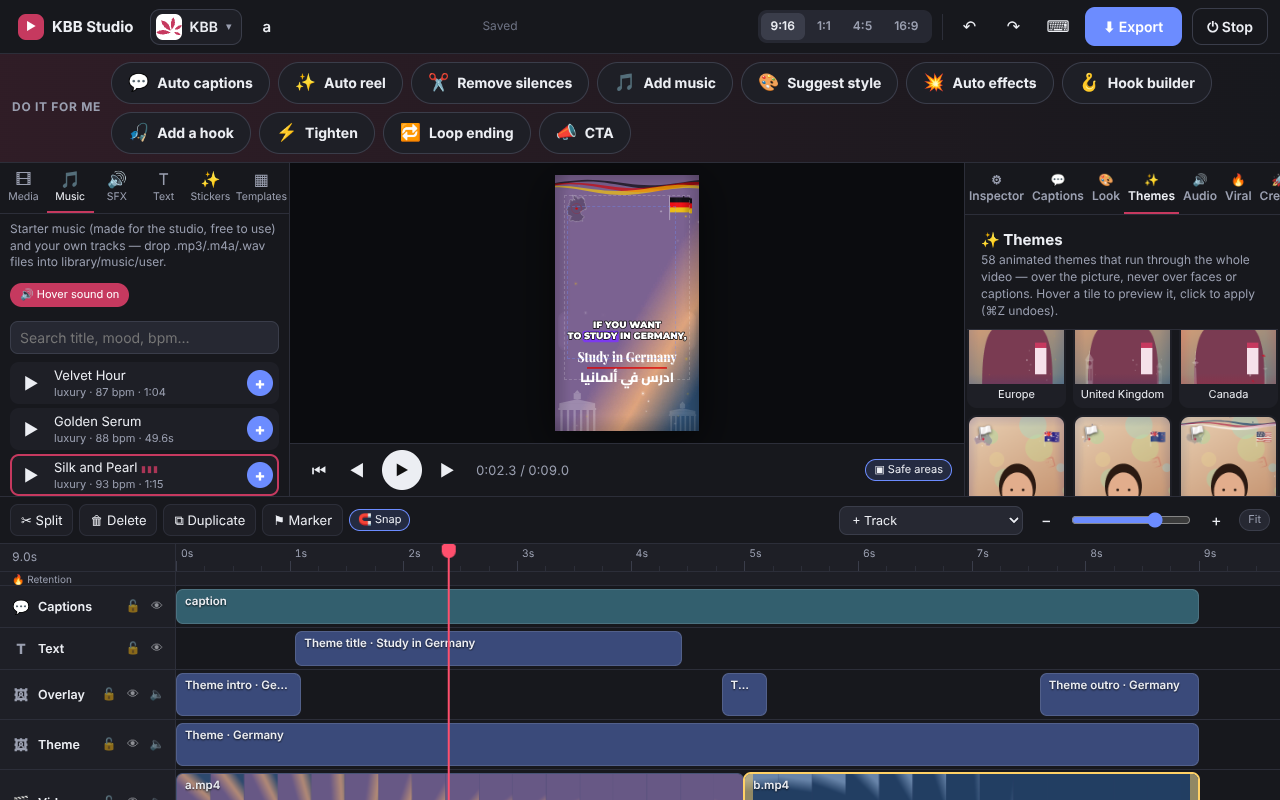 KBB Studio
KBB
a
Saved
9:16
1:1
4:5
16:9
Export
Stop
DO IT FOR ME
Auto captions
Auto reel
Remove silences
Add music
Suggest style
Auto effects
Hook builder
Add a hook
Tighten
Loop ending
CTA
Media
Music
SFX
Text
Stickers
Templates
Starter music (made for the studio, free to use)
and your own tracks — drop .mp3/.m4a/.wav
files into library/music/user.
Hover sound on
Search title, mood, bpm...
Velvet Hour
luxury · 87 bpm · 1:04
Golden Serum
luxury · 88 bpm · 49.6s
Silk and Pearl
luxury · 93 bpm · 1:15
IF YOU WANT
TO STUDY IN GERMANY,
Study in Germany
ادرس في ألمانيا
0:02.3 / 0:09.0
Safe areas
Inspector
Captions
Look
Themes
Audio
Viral
Cre
✨ Themes
58 animated themes that run through the whole
video — over the picture, never over faces or
captions. Hover a tile to preview it, click to apply
(⌘Z undoes).
Europe
United Kingdom
Canada
Split
Delete
Duplicate
Marker
Snap
+ Track
−
+
Fit
9.0s
0s
1s
2s
3s
4s
5s
6s
7s
8s
9s
Retention
Captions
caption
T Text
Theme title · Study in Germany
Overlay
Theme intro · Ge...
T...
Theme outro · Germany
Theme
Theme · Germany
a.mp4
b.mp4